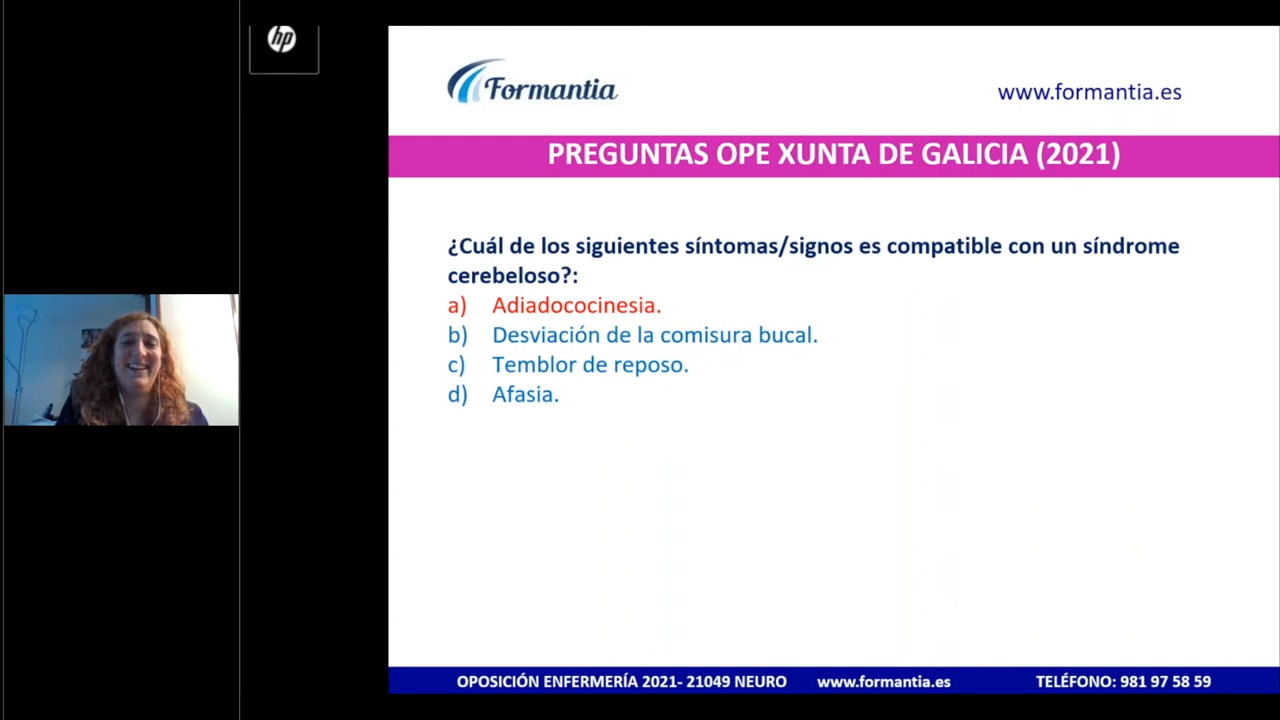 hp
Formantia
www.formantia.es
PREGUNTAS OPE XUNTA DE GALICIA (2021)
¿Cuál de los siguientes síntomas/signos es compatible con un síndrome
cerebeloso?:
a) Adiadococinesia.
b) Desviación de la comisura bucal.
c) Temblor de reposo.
d) Afasia.
OPOSICIÓN ENFERMERÍA 2021- 21049 NEURO www.formantia.es TELÉFONO: 981 97 58 59